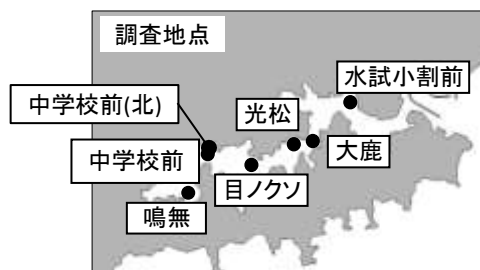 調査地点
水試小割前
中学校前(北)
光松
中学校前
大鹿
目ノクソ
鳴無